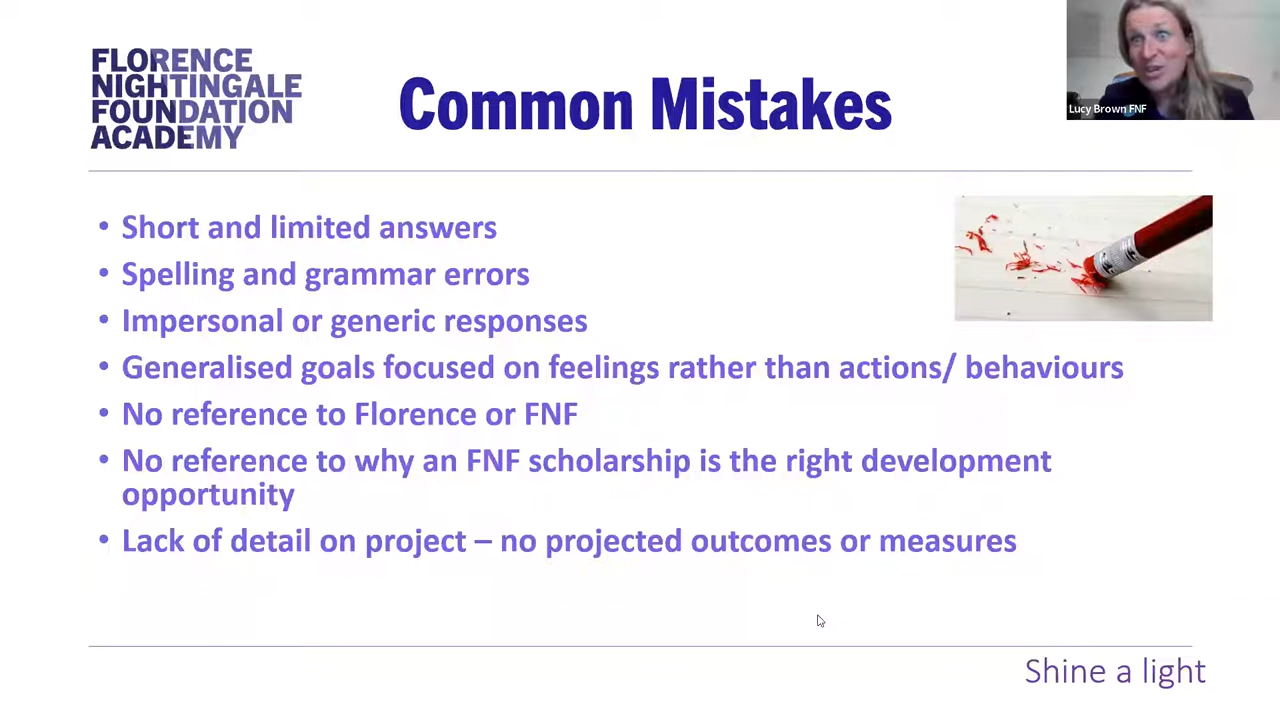 FLORENCE
NIGHTINGALE
FOUNDATION
ACADEMY
Common Mistakes
Lucy Brown FNF
• Short and limited answers
• Spelling and grammar errors
• Impersonal or generic responses
• Generalised goals focused on feelings rather than actions/ behaviours
• No reference to Florence or FNF
• No reference to why an FNF scholarship is the right development
opportunity
• Lack of detail on project – no projected outcomes or measures
Shine a light